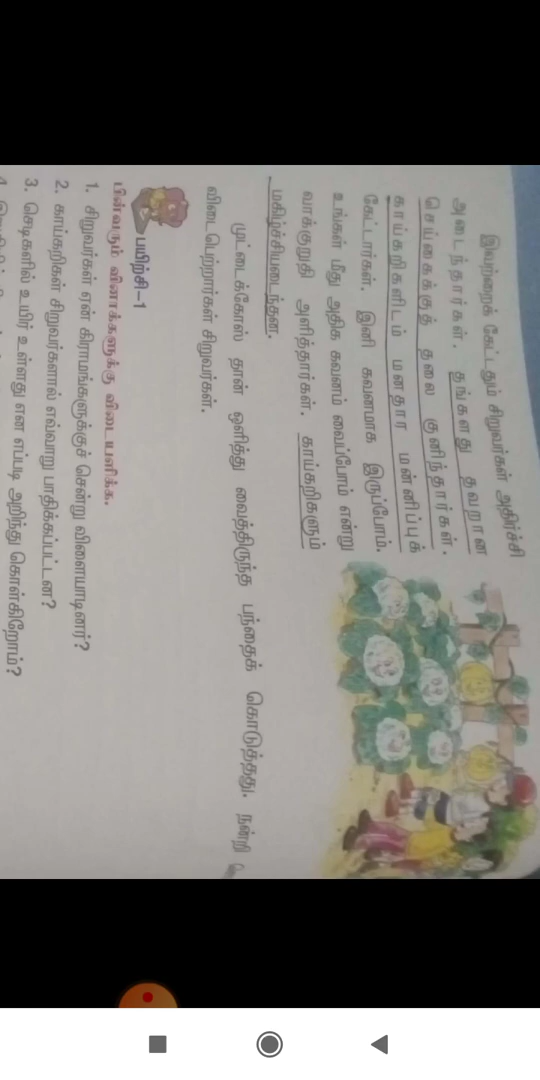 இவற்றைக் கேட்டதும் சிறுவர்கள் அதிர்ச்சி
அடைந்தார்கள். தங்களது தவறான
செய்கைக்குத் தலை குனிந்தார்கள்.
காய்கறிகளிடம் மனதார மன்னிப்புக்
கேட்டார்கள். இனி கவனமாக இருப்போம்.
உங்கள் மீது அதிக கவனம் வைப்போம் என்று
வாக்குறுதி அளித்தார்கள். காய்கறிகளும்
மகிழ்ச்சியடைந்தன.
முட்டைக்கோஸ் தான் ஒளித்து வைத்திருந்த பந்தைக் கொடுத்தது. நன்றி
விடைபெற்றார்கள் சிறுவர்கள்.
பயிற்சி-1
பின்வரும் வினாக்களுக்கு விடையளிக்க.
1. சிறுவர்கள் ஏன் கிராமங்களுக்குச் சென்று விளையாடினர்?
2. காய்கறிகள் சிறுவர்களால் எவ்வாறு பாதிக்கப்பட்டன?
3. செடிகளில் உயிர் உள்ளது என எப்படி அறிந்து கொள்கிறோம்?